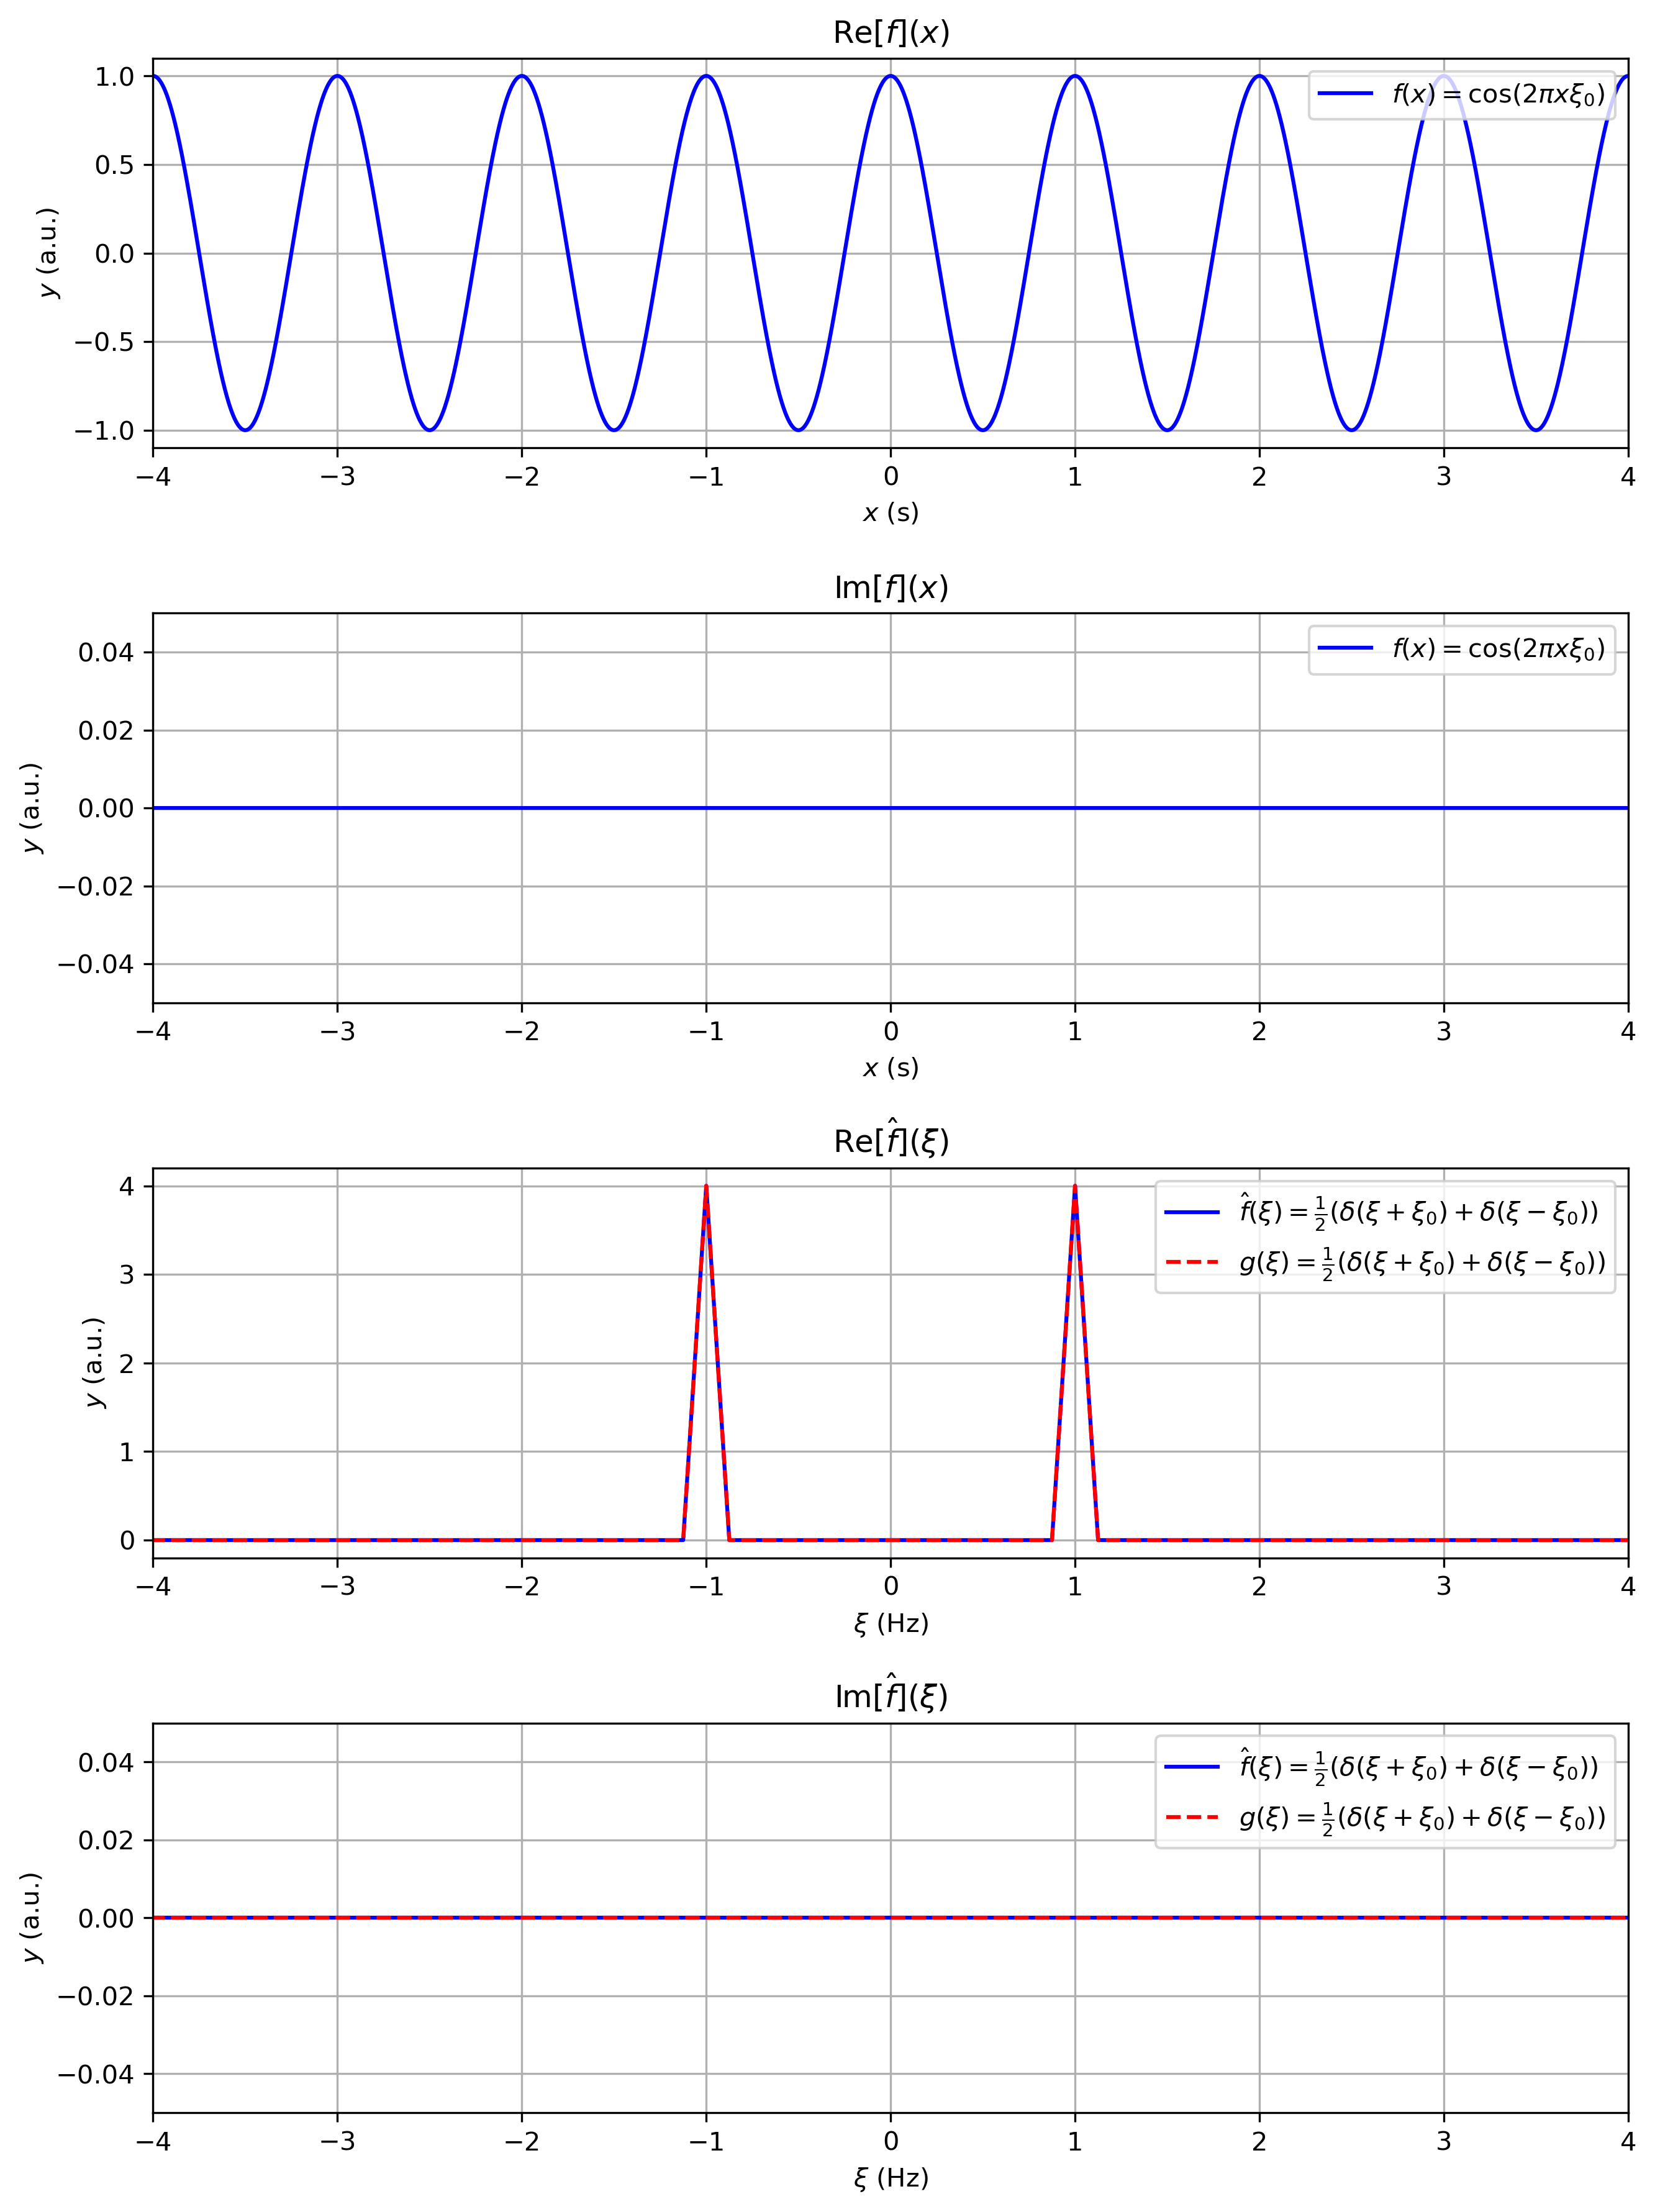 Re[f](x)
f(x) = cos(2πxξ₀)
1.0
0.5
0.0
−0.5
−1.0
y (a.u.)
−4 −3 −2 −1 0 1 2 3 4
x (s)
Im[f](x)
f(x) = cos(2πxξ₀)
0.04
0.02
0.00
−0.02
−0.04
y (a.u.)
−4 −3 −2 −1 0 1 2 3 4
x (s)
Re[f̂](ξ)
f̂(ξ) = ½(δ(ξ + ξ₀) + δ(ξ − ξ₀))
g(ξ) = ½(δ(ξ + ξ₀) + δ(ξ − ξ₀))
4
3
2
1
0
y (a.u.)
−4 −3 −2 −1 0 1 2 3 4
ξ (Hz)
Im[f̂](ξ)
f̂(ξ) = ½(δ(ξ + ξ₀) + δ(ξ − ξ₀))
g(ξ) = ½(δ(ξ + ξ₀) + δ(ξ − ξ₀))
0.04
0.02
0.00
−0.02
−0.04
y (a.u.)
−4 −3 −2 −1 0 1 2 3 4
ξ (Hz)